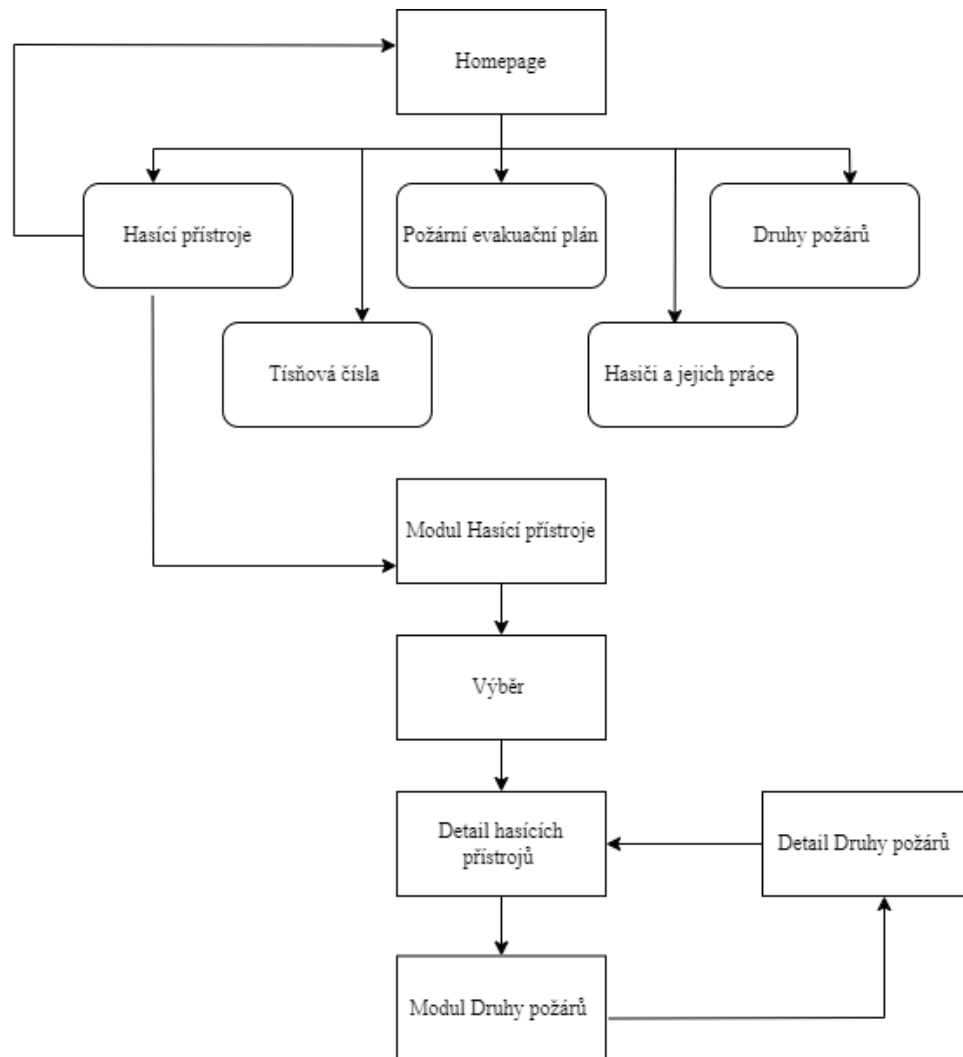 Homepage
Hasící přístroje
Požární evakuační plán
Druhy požárů
Tísňová čísla
Hasiči a jejich práce
Modul Hasící přístroje
Výběr
Detail hasících
přístrojů
Detail Druhy požárů
Modul Druhy požárů